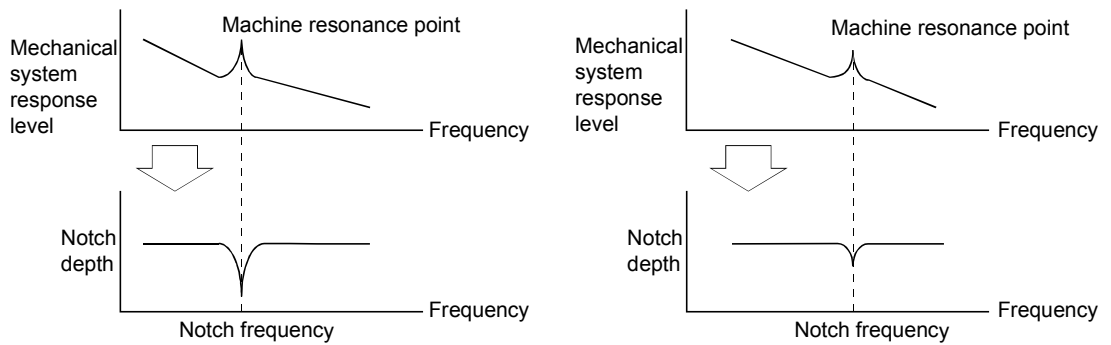 Machine resonance point
Mechanical
system
response
level
Frequency
Notch
depth
Frequency
Notch frequency
Machine resonance point
Mechanical
system
response
level
Frequency
Notch
depth
Frequency
Notch frequency